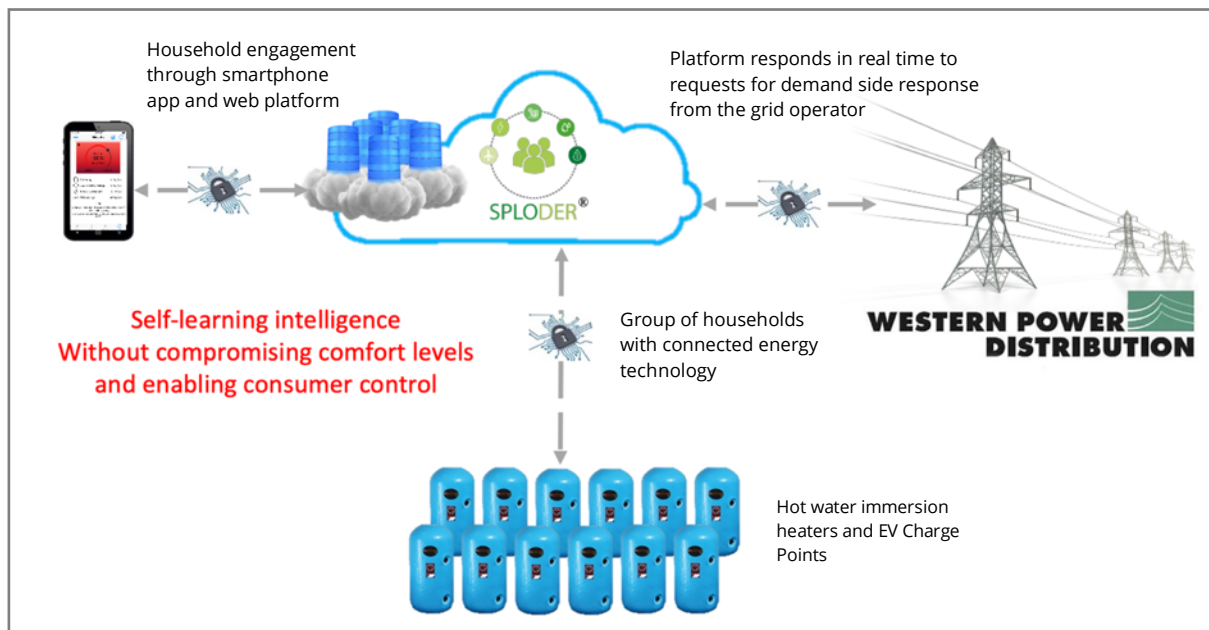 Household engagement
through smartphone
app and web platform
Platform responds in real time to
requests for demand side response
from the grid operator
SPLODER®
Self-learning intelligence
Without compromising comfort levels
and enabling consumer control
Group of households
with connected energy
technology
WESTERN POWER
DISTRIBUTION
Hot water immersion
heaters and EV Charge
Points